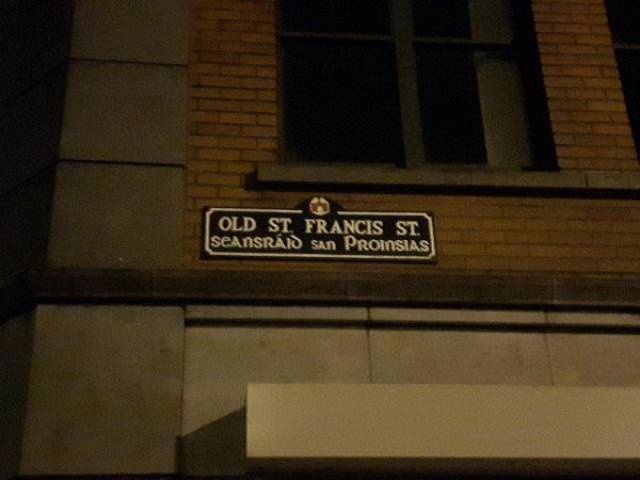 OLD ST. FRANCIS ST.
SEANSRÁID SAN PROINSIAS